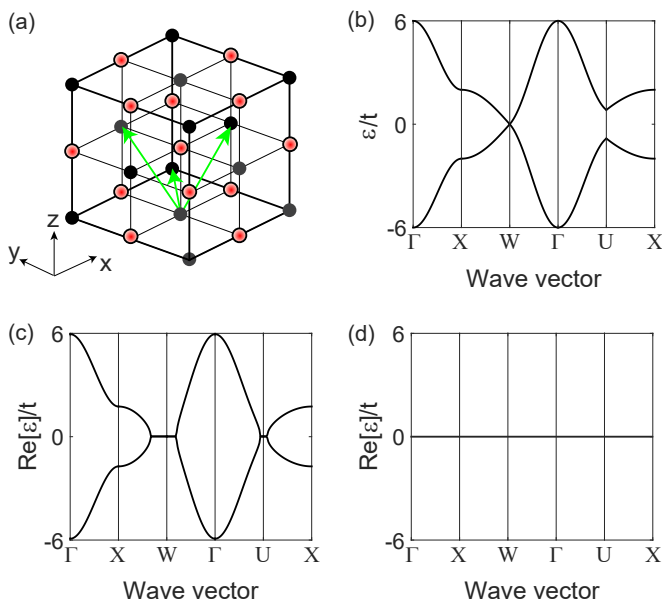 (a)
z
y
x
(b)
6
ε/t
0
-6
Γ X W Γ U X
Wave vector
(c)
6
Re[ε]/t
0
-6
Γ X W Γ U X
Wave vector
(d)
6
Re[ε]/t
0
-6
Γ X W Γ U X
Wave vector